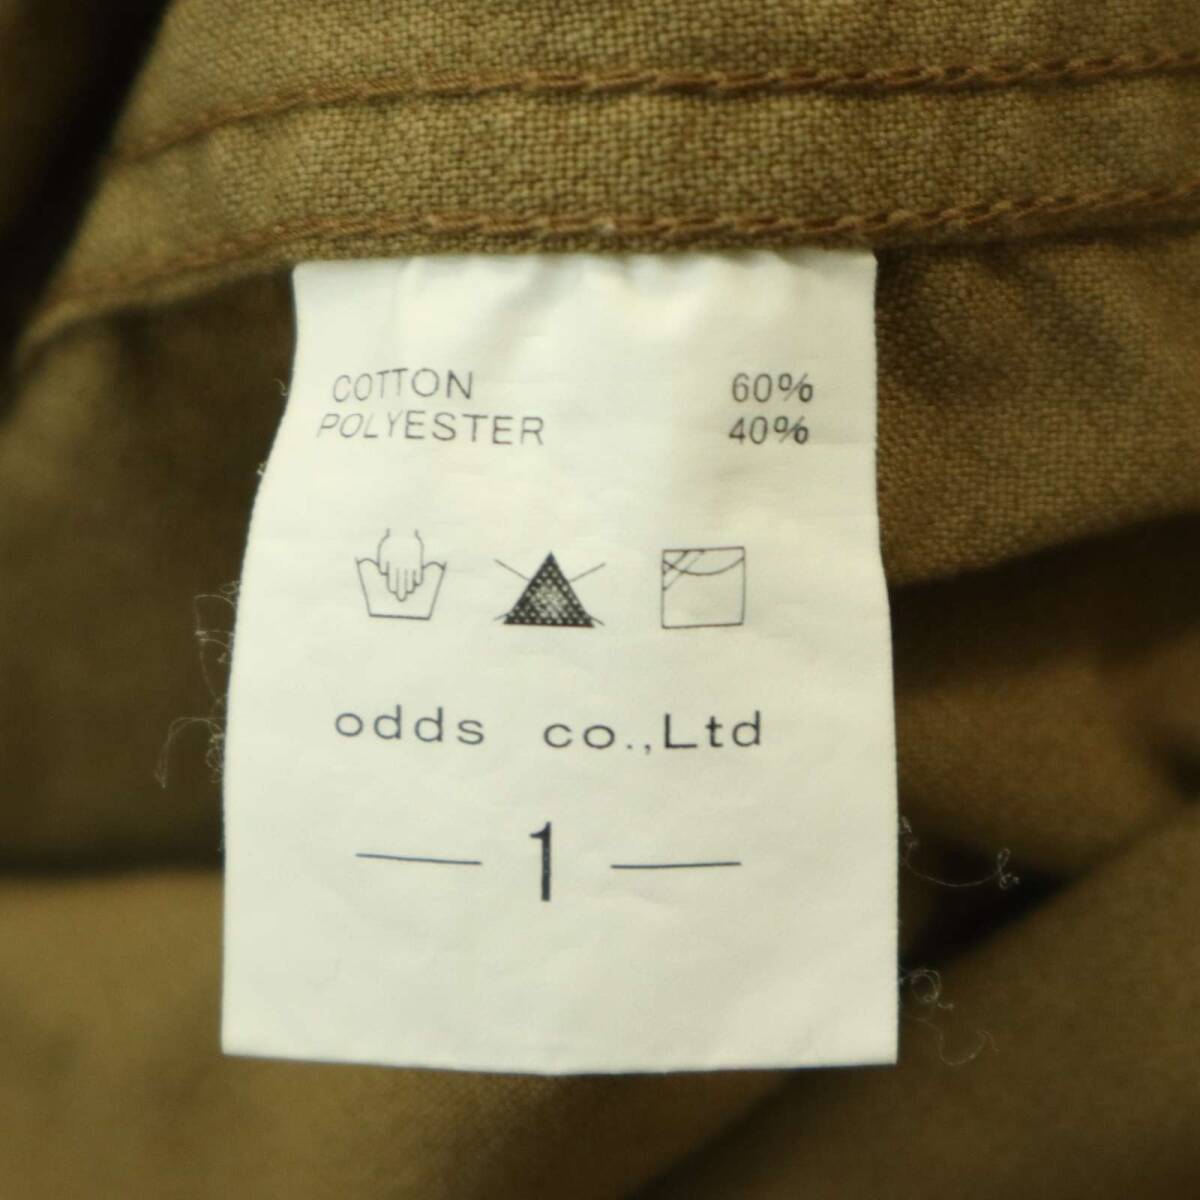 COTTON 60%
POLYESTER 40%
odds co.,Ltd
— 1 —